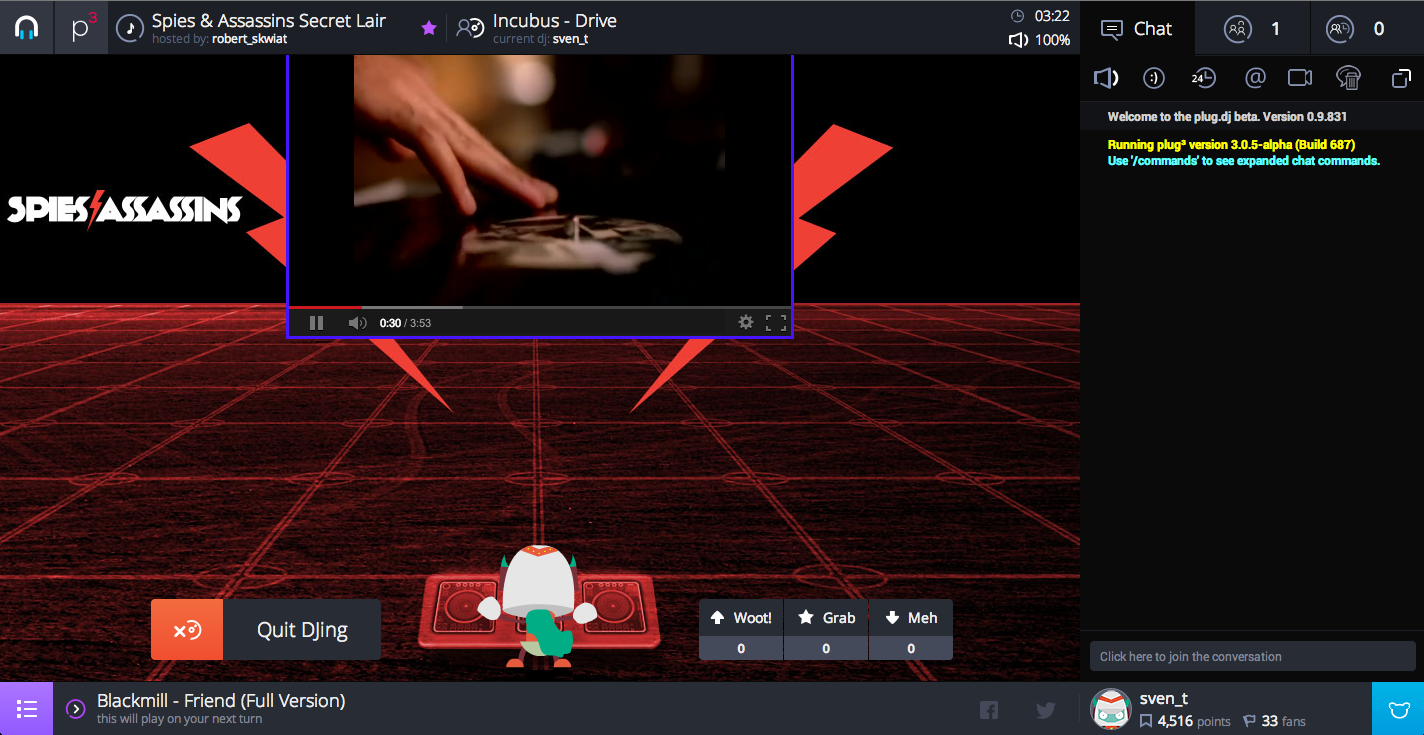 p3
Spies & Assassins Secret Lair
hosted by: robert_skwiat
Incubus - Drive
current dj: sven_t
03:22
100%
Chat
1
0
:)
24
@
Welcome to the plug.dj beta. Version 0.9.831
Running plug³ version 3.0.5-alpha (Build 687)
Use '/commands' to see expanded chat commands.
SPIES ASSASSINS
0:30 / 3:53
Quit DJing
Woot!
Grab
Meh
0
0
0
Click here to join the conversation
Blackmill - Friend (Full Version)
this will play on your next turn
sven_t
4,516 points
33 fans